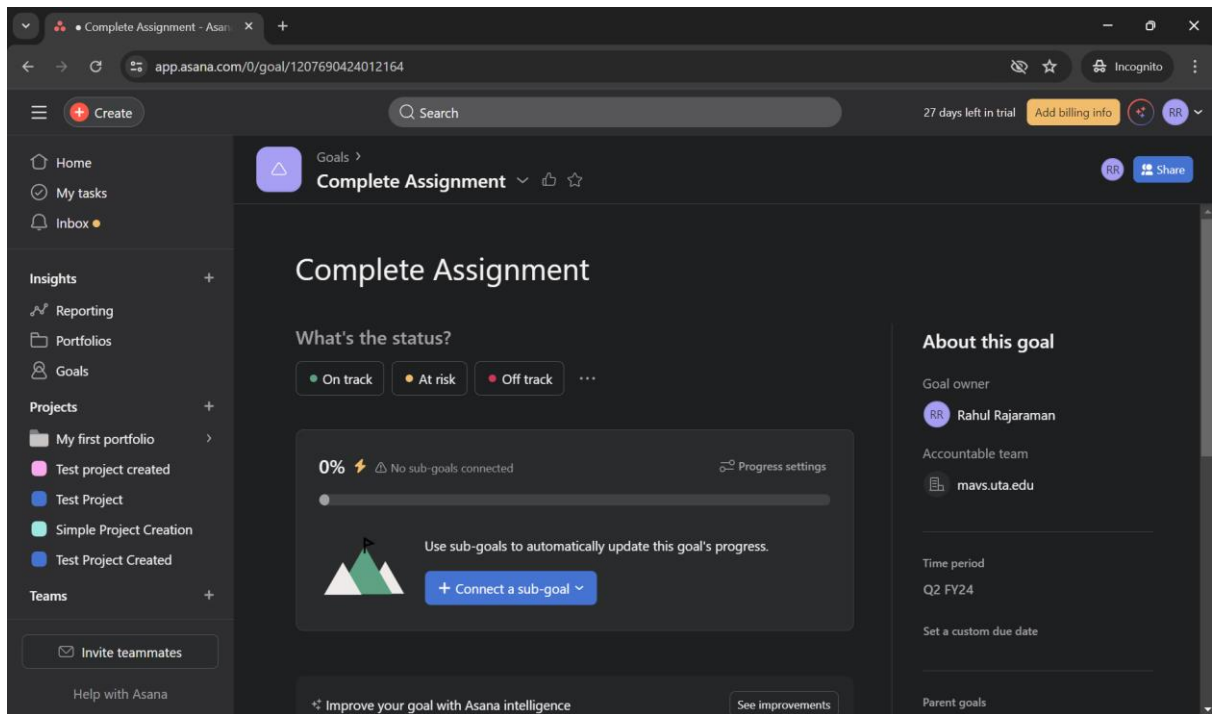 • Complete Assignment - Asan
app.asana.com/0/goal/1207690424012164
Incognito
Create
Search
27 days left in trial
Add billing info
RR
Home
My tasks
Inbox
Insights
Reporting
Portfolios
Goals
Projects
My first portfolio
Test project created
Test Project
Simple Project Creation
Test Project Created
Teams
Invite teammates
Help with Asana
Goals >
Complete Assignment
RR
Share
Complete Assignment
What's the status?
On track
At risk
Off track
...
0%
No sub-goals connected
Progress settings
Use sub-goals to automatically update this goal's progress.
+ Connect a sub-goal
Improve your goal with Asana intelligence
See improvements
About this goal
Goal owner
RR Rahul Rajaraman
Accountable team
mavs.uta.edu
Time period
Q2 FY24
Set a custom due date
Parent goals